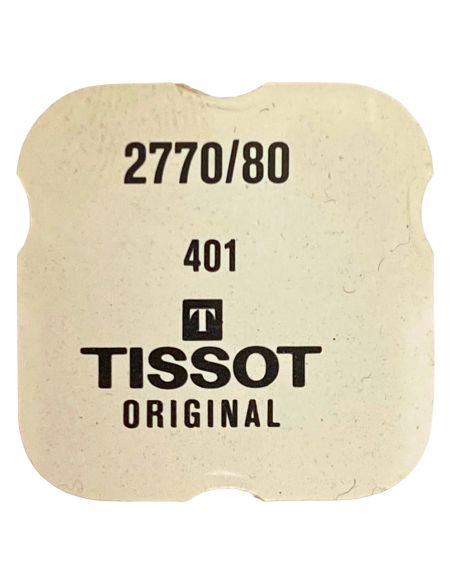 2770/80
401
T
TISSOT
ORIGINAL